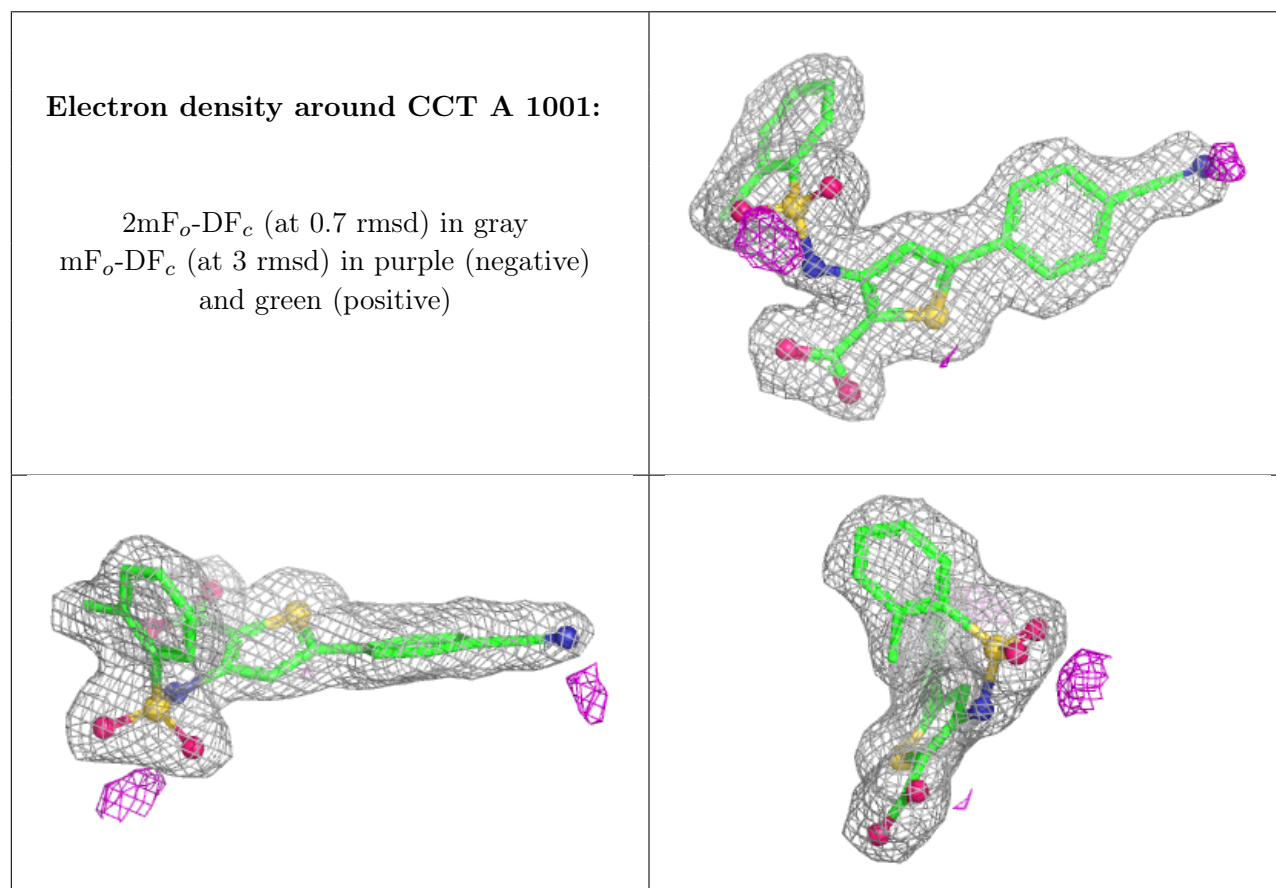 Electron density around CCT A 1001:
2mFo-DFc (at 0.7 rmsd) in gray
mFo-DFc (at 3 rmsd) in purple (negative)
and green (positive)